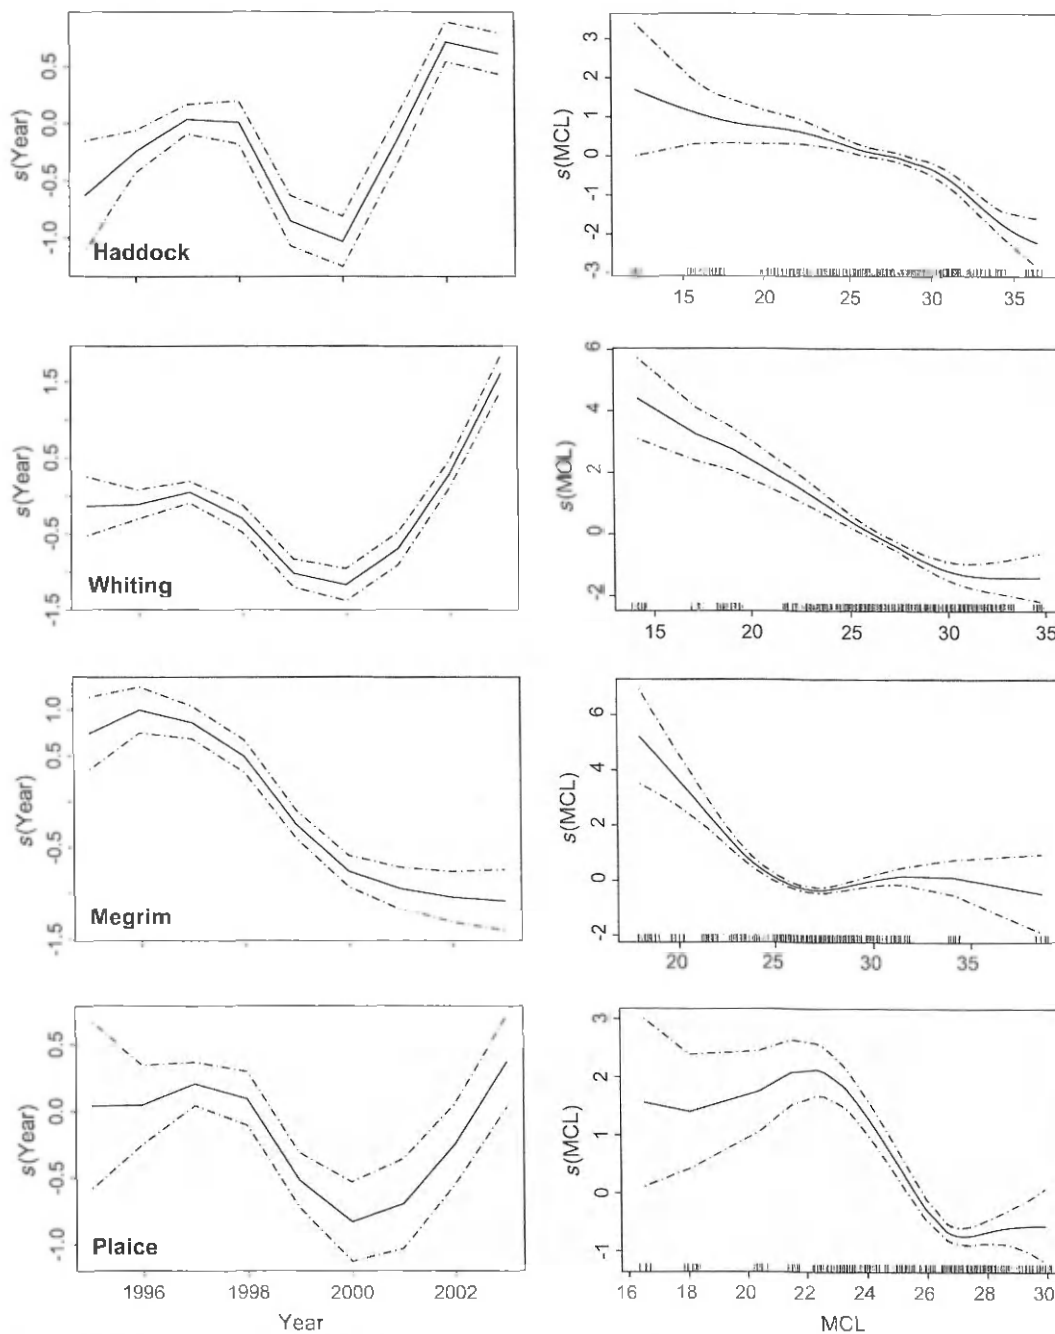 s(Year)
0.5
0.0
-0.5
-1.0
Haddock
s(MCL)
3
2
1
0
-1
-2
-3
15 20 25 30 35
s(Year)
1.5
0.5
-0.5
-1.5
Whiting
s(MOL)
6
4
2
0
-2
15 20 25 30 35
s(Year)
1.0
0.5
-0.5
-1.5
Megrim
s(MCL)
6
4
2
0
-2
20 25 30 35
s(Year)
0.5
0.0
-0.5
-1.0
Plaice
1996 1998 2000 2002
Year
s(MCL)
3
2
1
0
-1
16 18 20 22 24 26 28 30
MCL